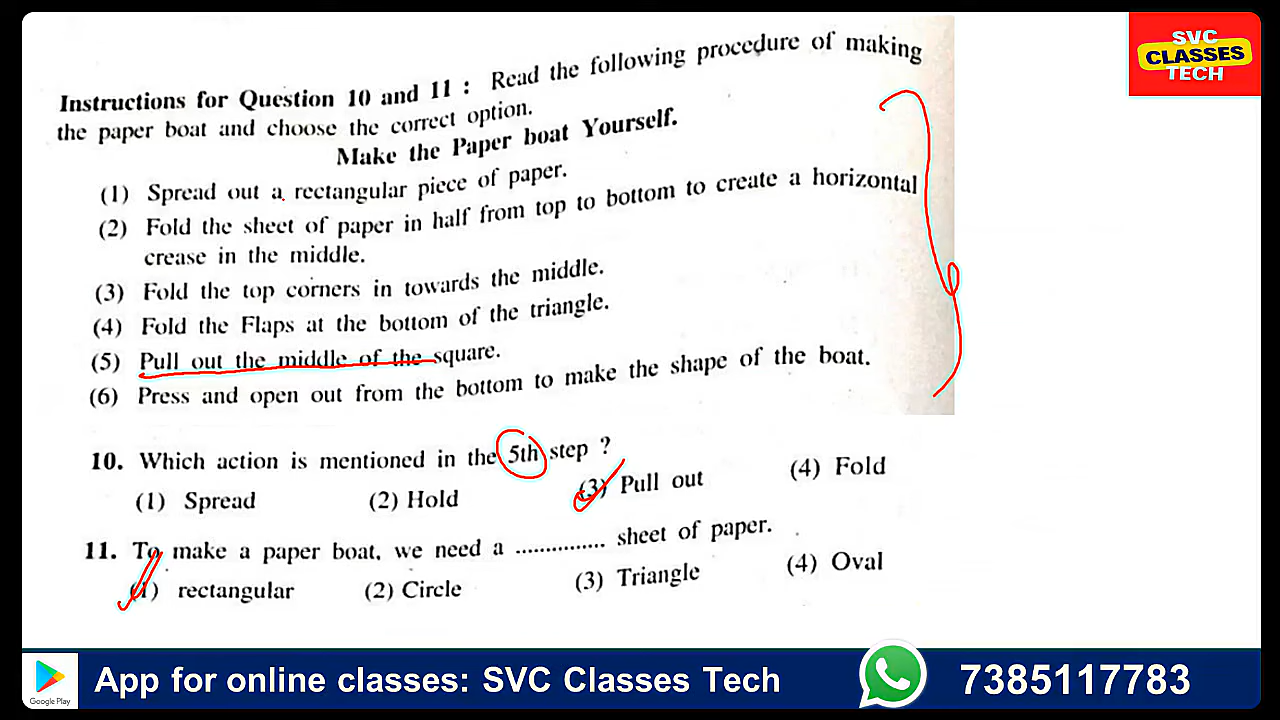 SVC
CLASSES
TECH
Instructions for Question 10 and 11 : Read the following procedure of making
the paper boat and choose the correct option.
Make the Paper boat Yourself.
(1) Spread out a rectangular piece of paper.
(2) Fold the sheet of paper in half from top to bottom to create a horizontal
crease in the middle.
(3) Fold the top corners in towards the middle.
(4) Fold the Flaps at the bottom of the triangle.
(5) Pull out the middle of the square.
(6) Press and open out from the bottom to make the shape of the boat.
10. Which action is mentioned in the 5th step ?
(1) Spread (2) Hold (3) Pull out (4) Fold
11. To make a paper boat, we need a ............... sheet of paper.
(1) rectangular (2) Circle (3) Triangle (4) Oval
Google Play
App for online classes: SVC Classes Tech 7385117783